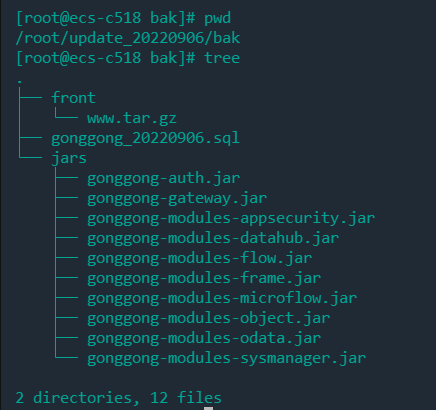 [root@ecs-c518 bak]# pwd
/root/update_20220906/bak
[root@ecs-c518 bak]# tree
.
├── front
│   └── www.tar.gz
├── gonggong_20220906.sql
└── jars
    ├── gonggong-auth.jar
    ├── gonggong-gateway.jar
    ├── gonggong-modules-appsecurity.jar
    ├── gonggong-modules-datahub.jar
    ├── gonggong-modules-flow.jar
    ├── gonggong-modules-frame.jar
    ├── gonggong-modules-microflow.jar
    ├── gonggong-modules-object.jar
    ├── gonggong-modules-odata.jar
    └── gonggong-modules-sysmanager.jar

2 directories, 12 files